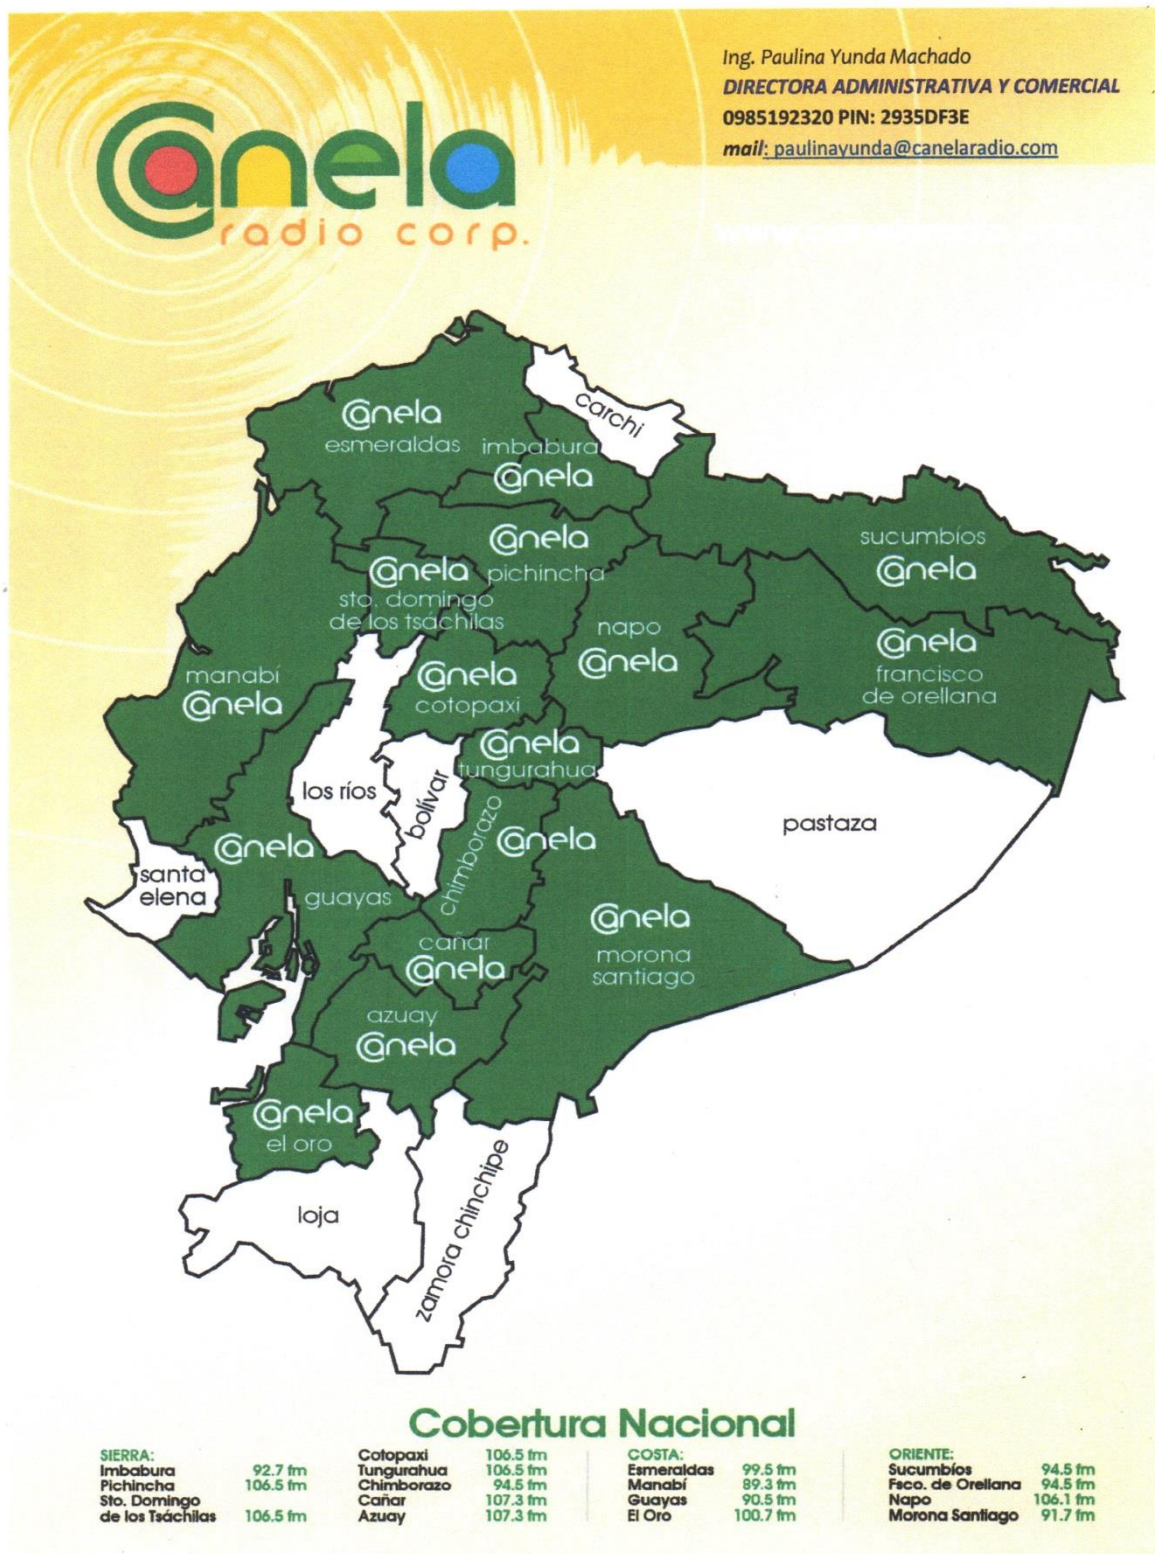 Ing. Paulina Yunda Machado
DIRECTORA ADMINISTRATIVA Y COMERCIAL
0985192320 PIN: 2935DF3E
mail: paulinayunda@canelaradio.com
Canela
radio corp.
carchi
Canela
esmeraldas
imbabura
Canela
Canela
pichincha
sucumbíos
Canela
Canela
sto. domingo
de los tsáchilas
napo
Canela
Canela
francisco
de orellana
manabí
Canela
Canela
cotopaxi
Canela
tungurahua
los ríos
bolívar
pastaza
Canela
guayas
chimborazo
Canela
santa
elena
Canela
morona
santiago
cañar
Canela
azuay
Canela
Canela
el oro
loja
zamora chinchipe
Cobertura Nacional
SIERRA:
Imbabura 92.7 fm
Pichincha 106.5 fm
Sto. Domingo
de los Tsáchilas 106.5 fm
Cotopaxi 106.5 fm
Tungurahua 106.5 fm
Chimborazo 94.5 fm
Cañar 107.3 fm
Azuay 107.3 fm
COSTA:
Esmeraldas 99.5 fm
Manabí 89.3 fm
Guayas 90.5 fm
El Oro 100.7 fm
ORIENTE:
Sucumbíos 94.5 fm
Fsco. de Orellana 94.5 fm
Napo 106.1 fm
Morona Santiago 91.7 fm